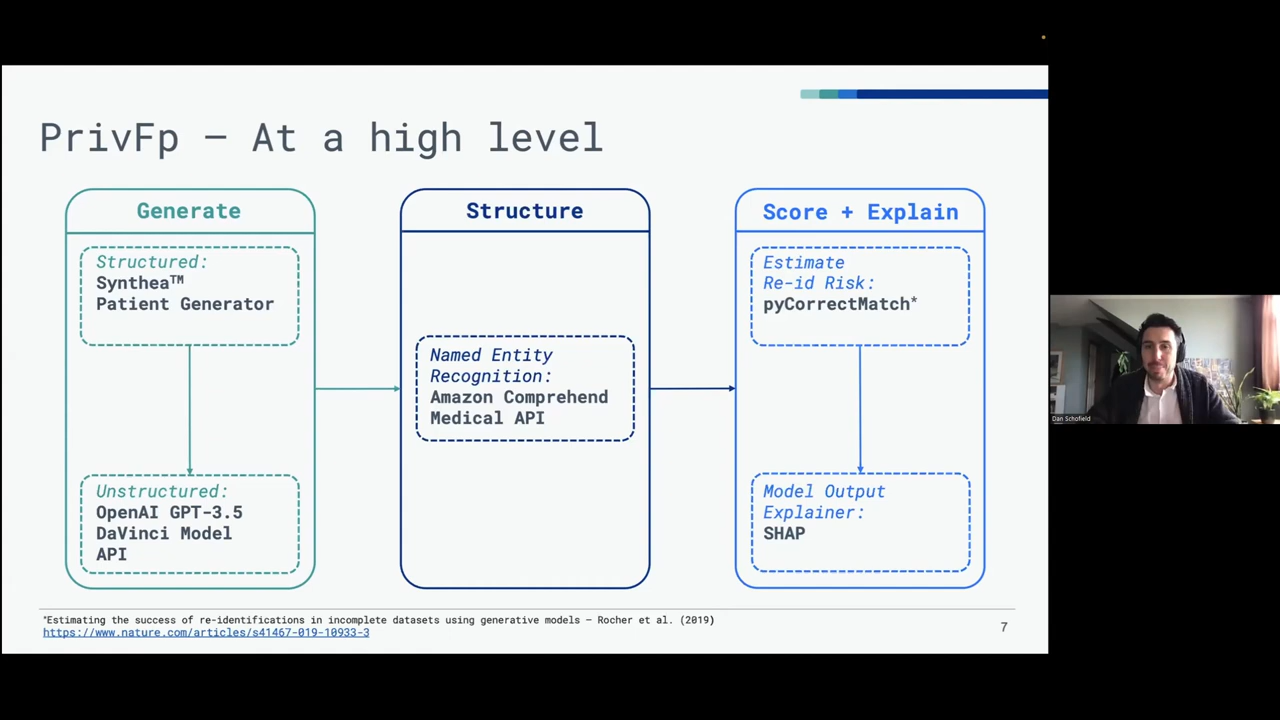 PrivFp – At a high level
Generate
Structured:
Synthea™
Patient Generator
Unstructured:
OpenAI GPT-3.5
DaVinci Model
API
Structure
Named Entity
Recognition:
Amazon Comprehend
Medical API
Score + Explain
Estimate
Re-id Risk:
pyCorrectMatch*
Model Output
Explainer:
SHAP
*Estimating the success of re-identifications in incomplete datasets using generative models – Rocher et al. (2019)
https://www.nature.com/articles/s41467-019-10933-3
7
Dan Schofield